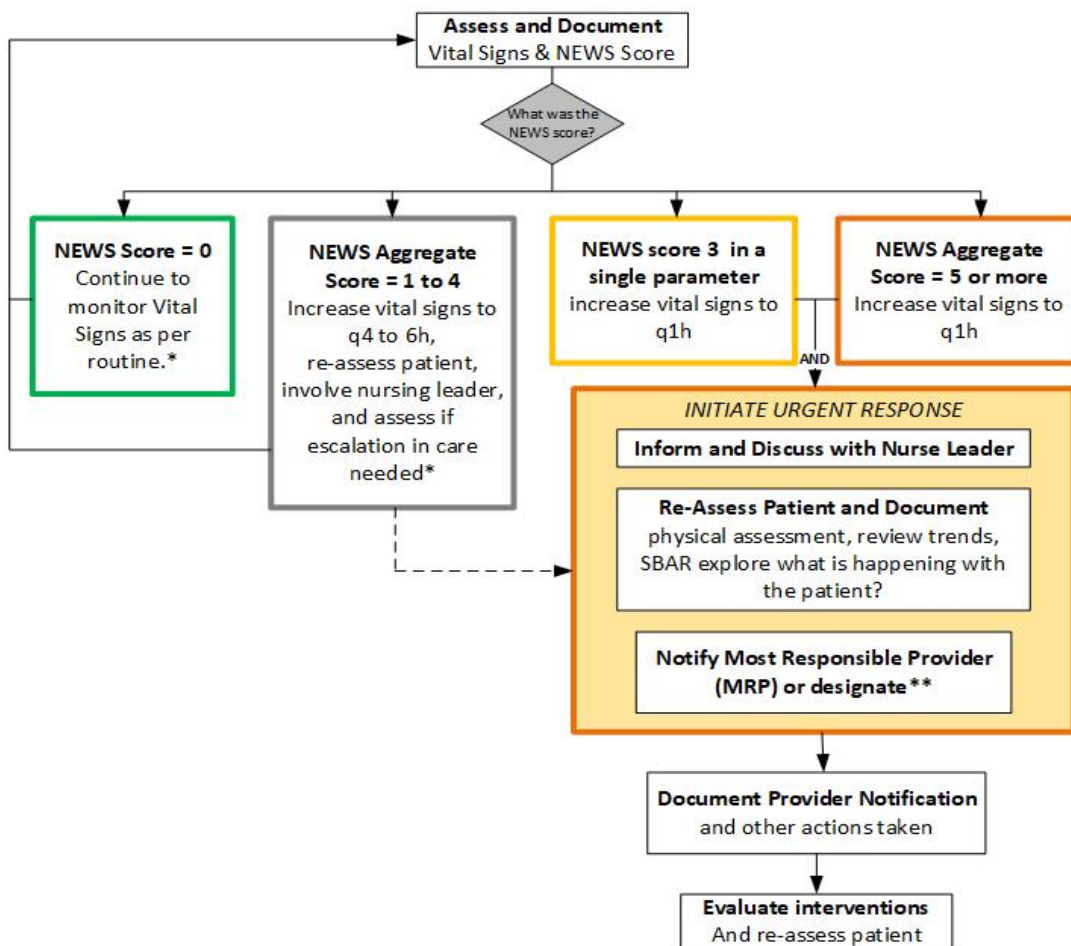 Assess and Document
Vital Signs & NEWS Score
What was the
NEWS score?
NEWS Score = 0
Continue to
monitor Vital
Signs as per
routine.*
NEWS Aggregate
Score = 1 to 4
Increase vital signs to
q4 to 6h,
re-assess patient,
involve nursing leader,
and assess if
escalation in care
needed*
NEWS score 3 in a
single parameter
increase vital signs to
q1h
NEWS Aggregate
Score = 5 or more
Increase vital signs to
q1h
AND
INITIATE URGENT RESPONSE
Inform and Discuss with Nurse Leader
Re-Assess Patient and Document
physical assessment, review trends,
SBAR explore what is happening with
the patient?
Notify Most Responsible Provider
(MRP) or designate**
Document Provider Notification
and other actions taken
Evaluate interventions
And re-assess patient